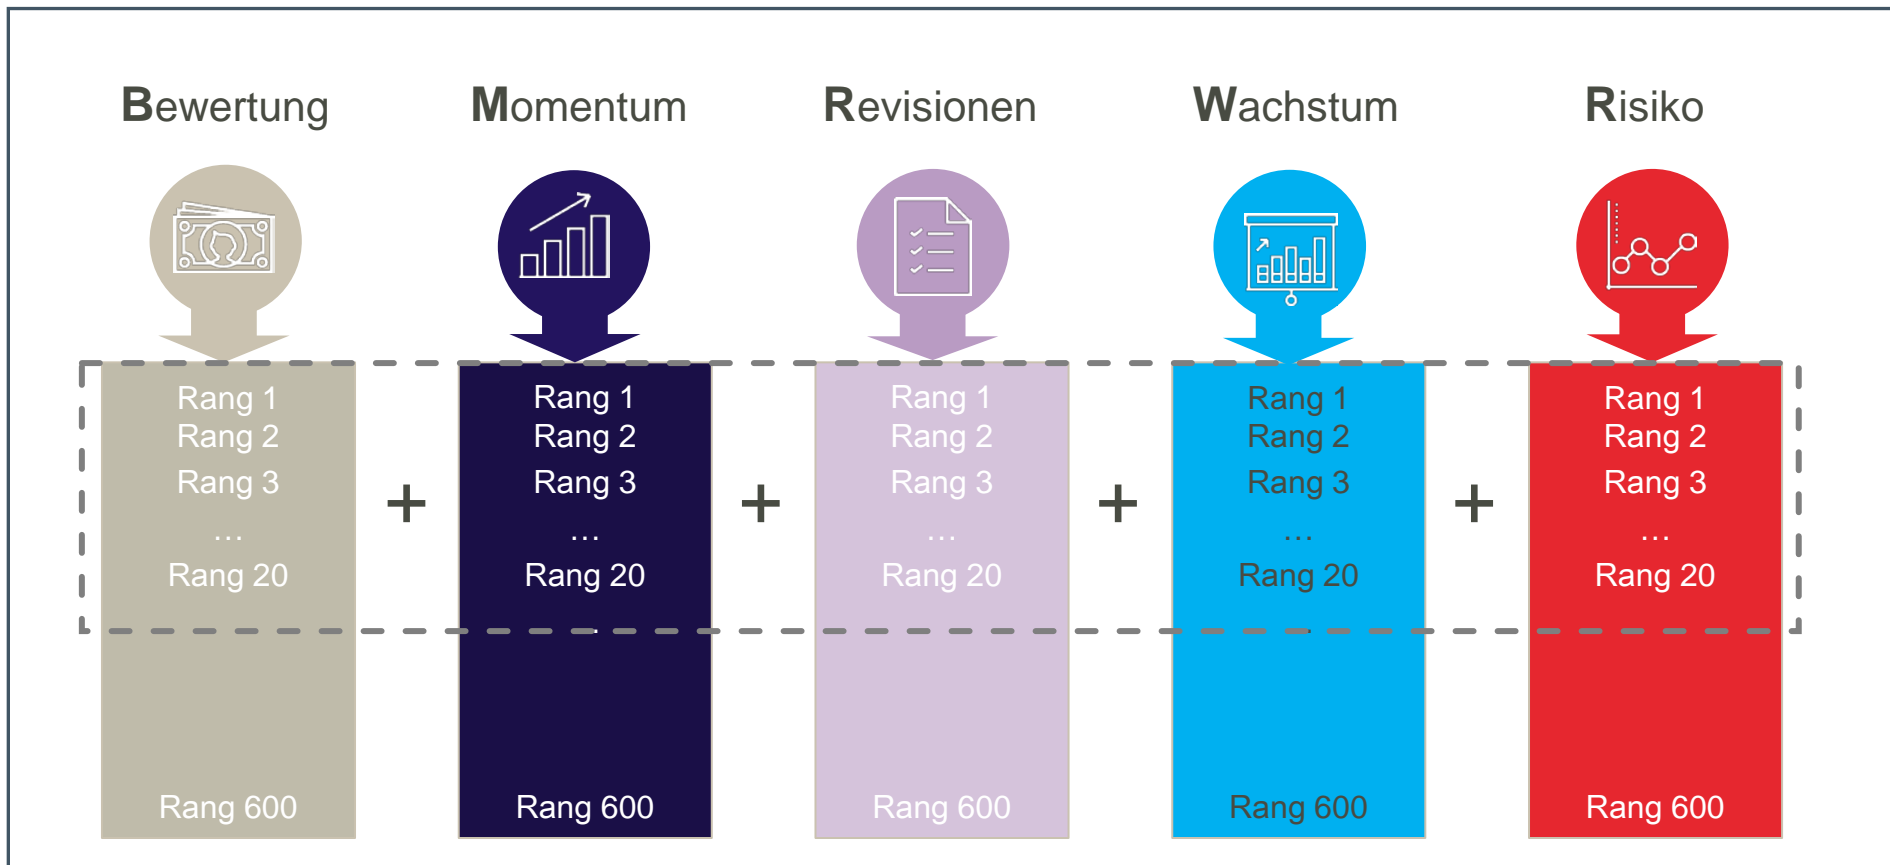 Bewertung
Momentum
Revisionen
Wachstum
Risiko
Rang 1
Rang 2
Rang 3
…
Rang 20
Rang 600
+
Rang 1
Rang 2
Rang 3
…
Rang 20
.
Rang 600
+
Rang 1
Rang 2
Rang 3
…
Rang 20
Rang 600
+
Rang 1
Rang 2
Rang 3
…
Rang 20
.
Rang 600
+
Rang 1
Rang 2
Rang 3
…
Rang 20
Rang 600